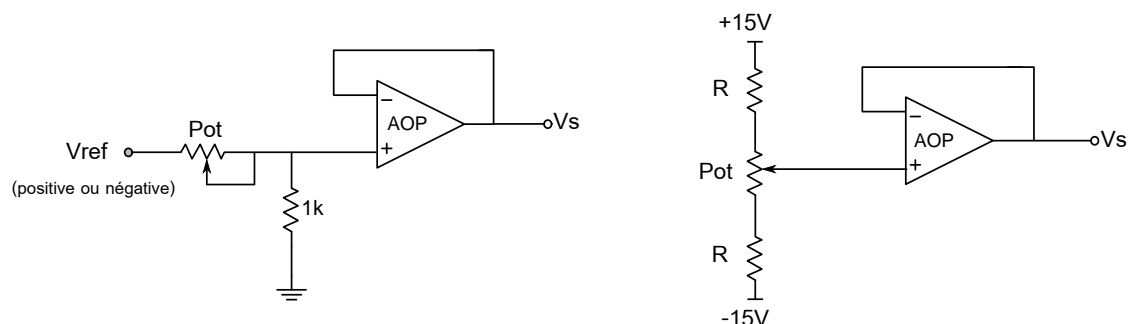 Pot
Vref
(positive ou négative)
1k
−
AOP
+
Vs
+15V
R
Pot
R
-15V
−
AOP
+
Vs